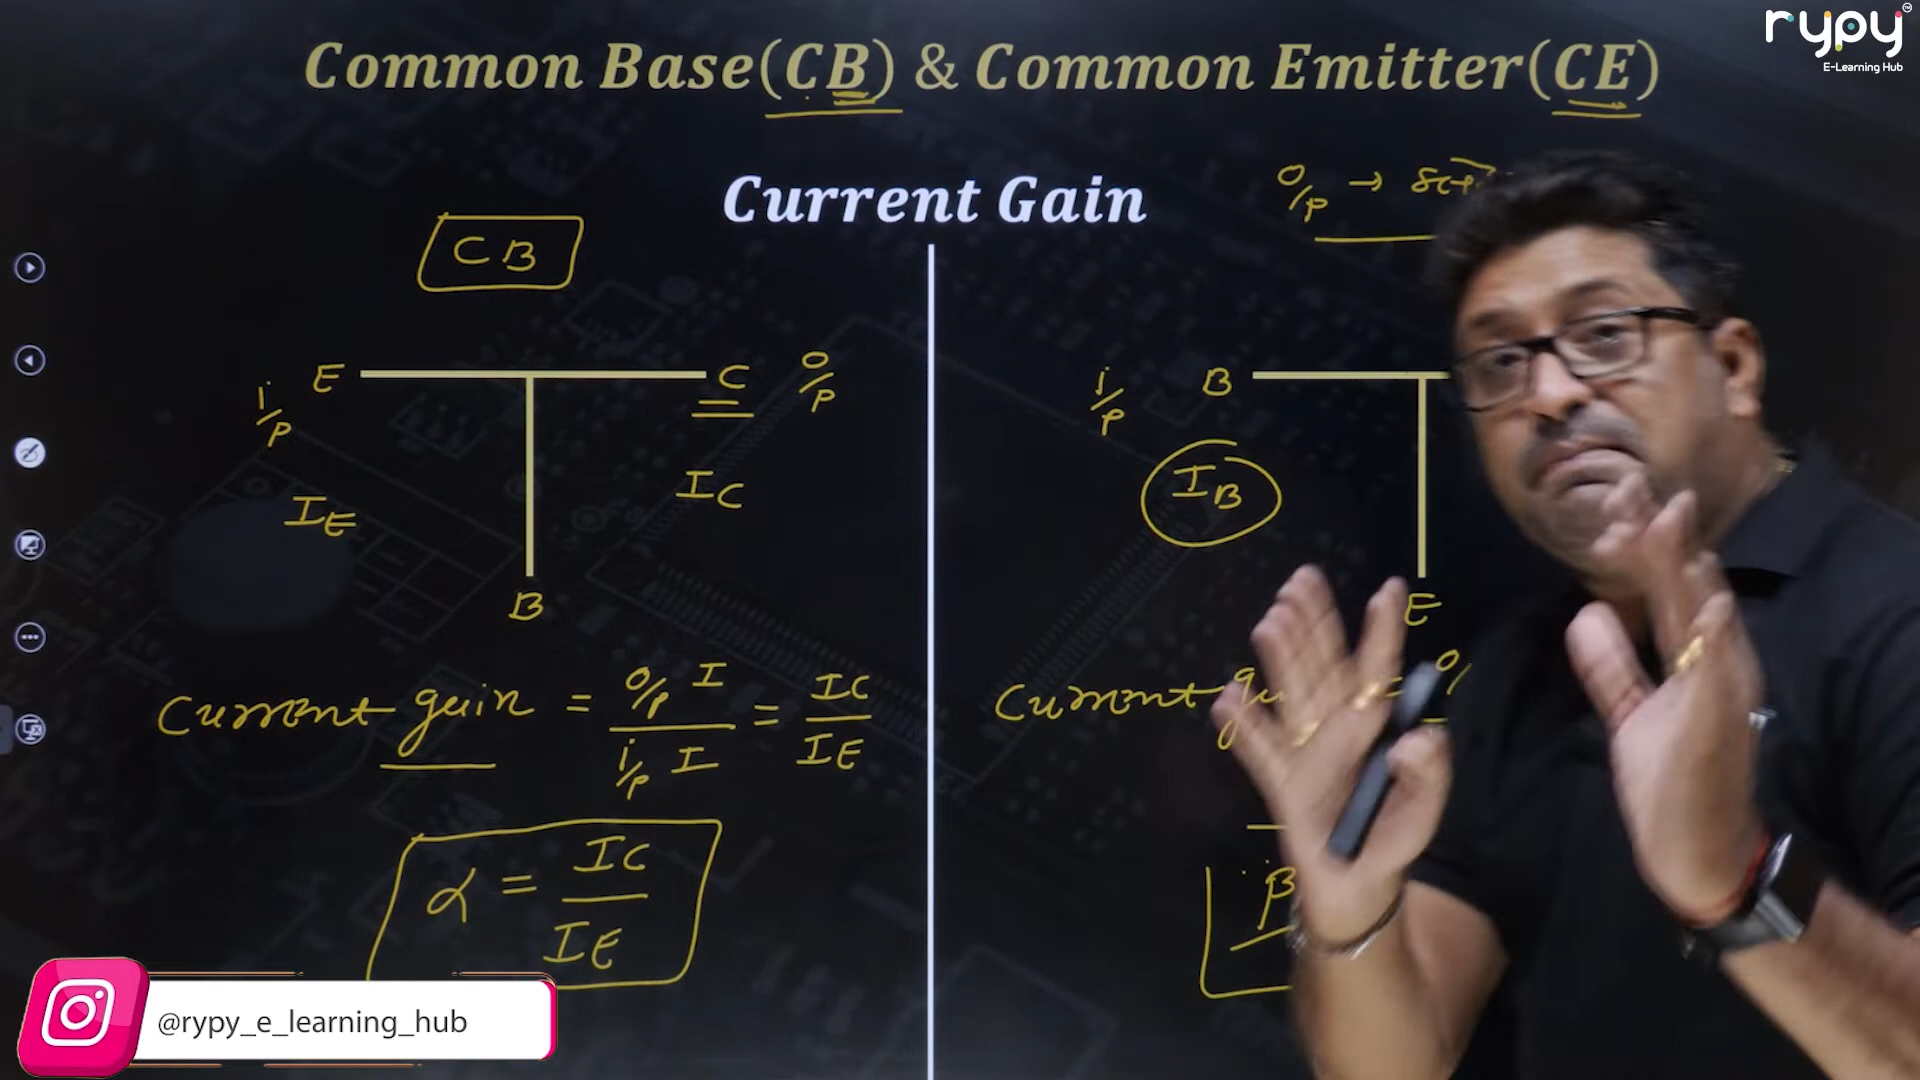 rypy
TM
E-Learning Hub
Common Base(CB) & Common Emitter(CE)
Current Gain
CB
E
C
o/p
i/p
IE
IC
B
Current gain = o/p I / i/p I = IC / IE
α = IC / IE
o/p →
i/p
B
IB
E
Current = o/
β
@rypy_e_learning_hub